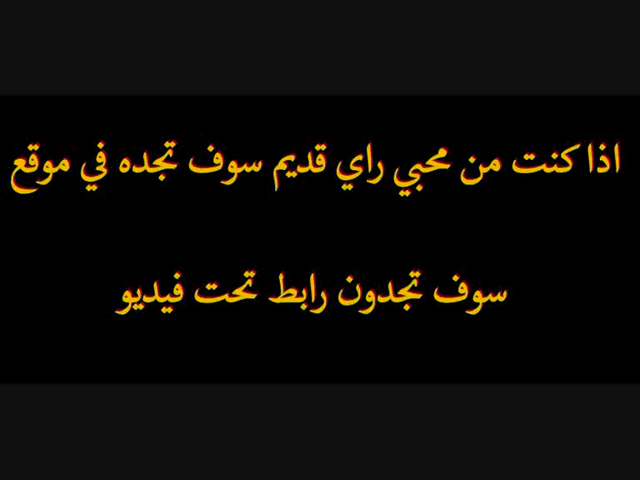 اذا كنت من محبي راي قديم سوف تجده في موقع
سوف تجدون رابط تحت فيديو